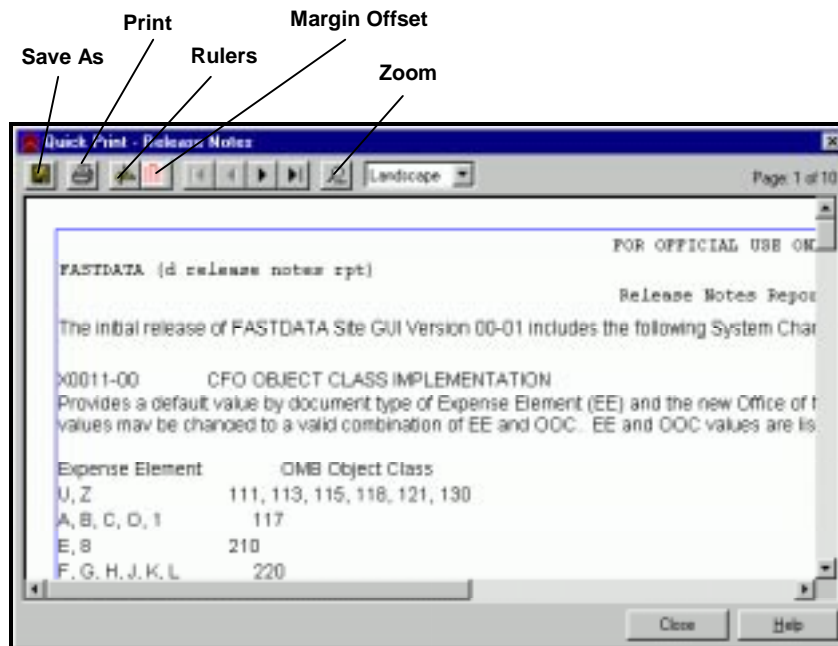 Print
Margin Offset
Save As
Rulers
Zoom
Quick Print - Release Notes
Landscape
Page: 1 of 10
FOR OFFICIAL USE ON
FASTDATA (d release notes rpt)
Release Notes Repor
The initial release of FASTDATA Site GUI Version 00-01 includes the following System Char
X0011-00 CFO OBJECT CLASS IMPLEMENTATION
Provides a default value by document type of Expense Element (EE) and the new Office of
values may be changed to a valid combination of EE and OOC. EE and OOC values are lis
Expense Element OMB Object Class
U, Z 111, 113, 115, 118, 121, 130
A, B, C, O, 1 117
E, 8 210
F, G, H, J, K, L 220
Close Help